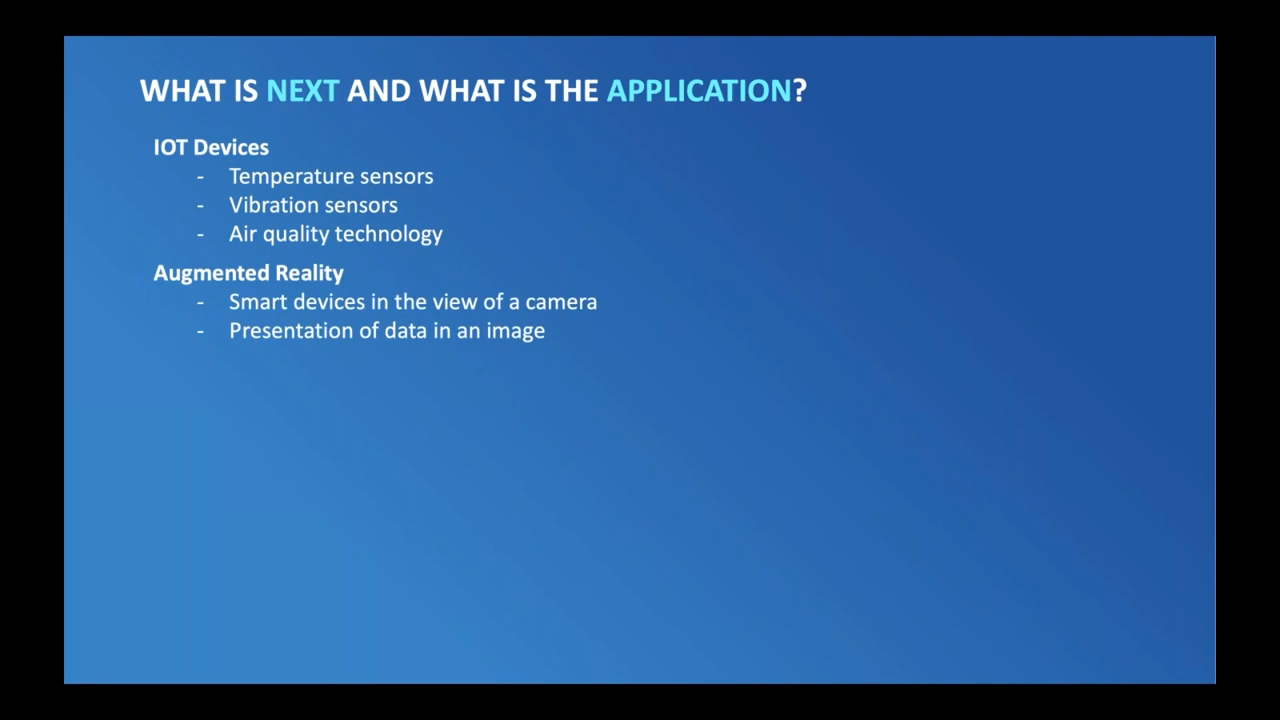 WHAT IS NEXT AND WHAT IS THE APPLICATION?
IOT Devices
- Temperature sensors
- Vibration sensors
- Air quality technology
Augmented Reality
- Smart devices in the view of a camera
- Presentation of data in an image